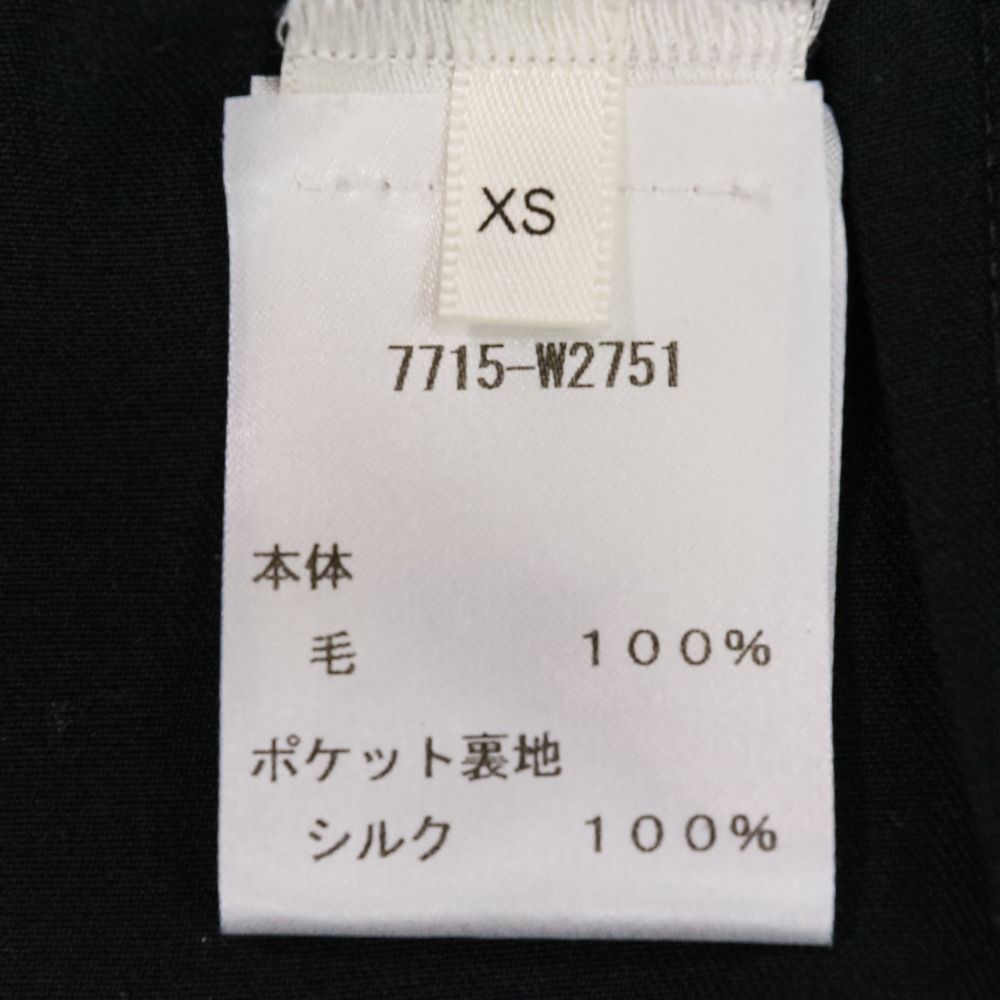 XS
7715-W2751
本体
毛 100%
ポケット裏地
シルク 100%